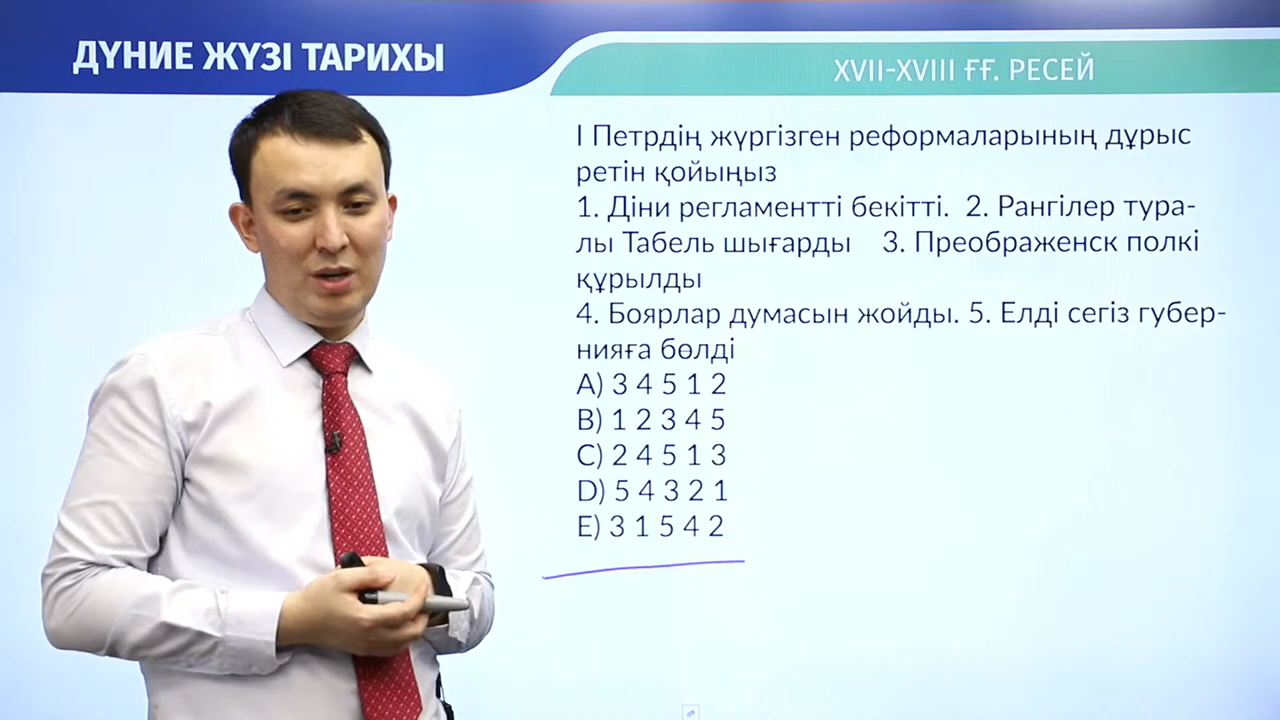 ДҮНИЕ ЖҮЗІ ТАРИХЫ
XVII-XVIII ҒҒ. РЕСЕЙ
I Петрдің жүргізген реформаларының дұрыс
ретін қойыңыз
1. Діни регламентті бекітті. 2. Рангілер тура-
лы Табель шығарды 3. Преображенск полкі
құрылды
4. Боярлар думасын жойды. 5. Елді сегіз губер-
нияға бөлді
A) 3 4 5 1 2
B) 1 2 3 4 5
C) 2 4 5 1 3
D) 5 4 3 2 1
E) 3 1 5 4 2